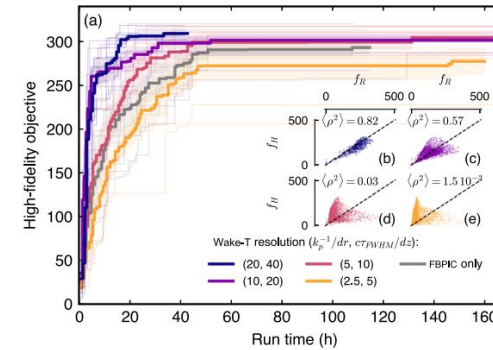 (a)
High-fidelity objective
300
250
200
150
100
50
0
f_R f_R
0 500 0 500
500
⟨ρ²⟩ = 0.82 ⟨ρ²⟩ = 0.57
f_H
(b) (c)
0
500
⟨ρ²⟩ = 0.03 ⟨ρ²⟩ = 1.5 10⁻³
f_H
(d) (e)
0
Wake-T resolution (k_p⁻¹/dr, cτ_FWHM/dz):
(20, 40) (5, 10) FBPIC only
(10, 20) (2.5, 5)
0 20 40 60 80 100 120 140 160
Run time (h)